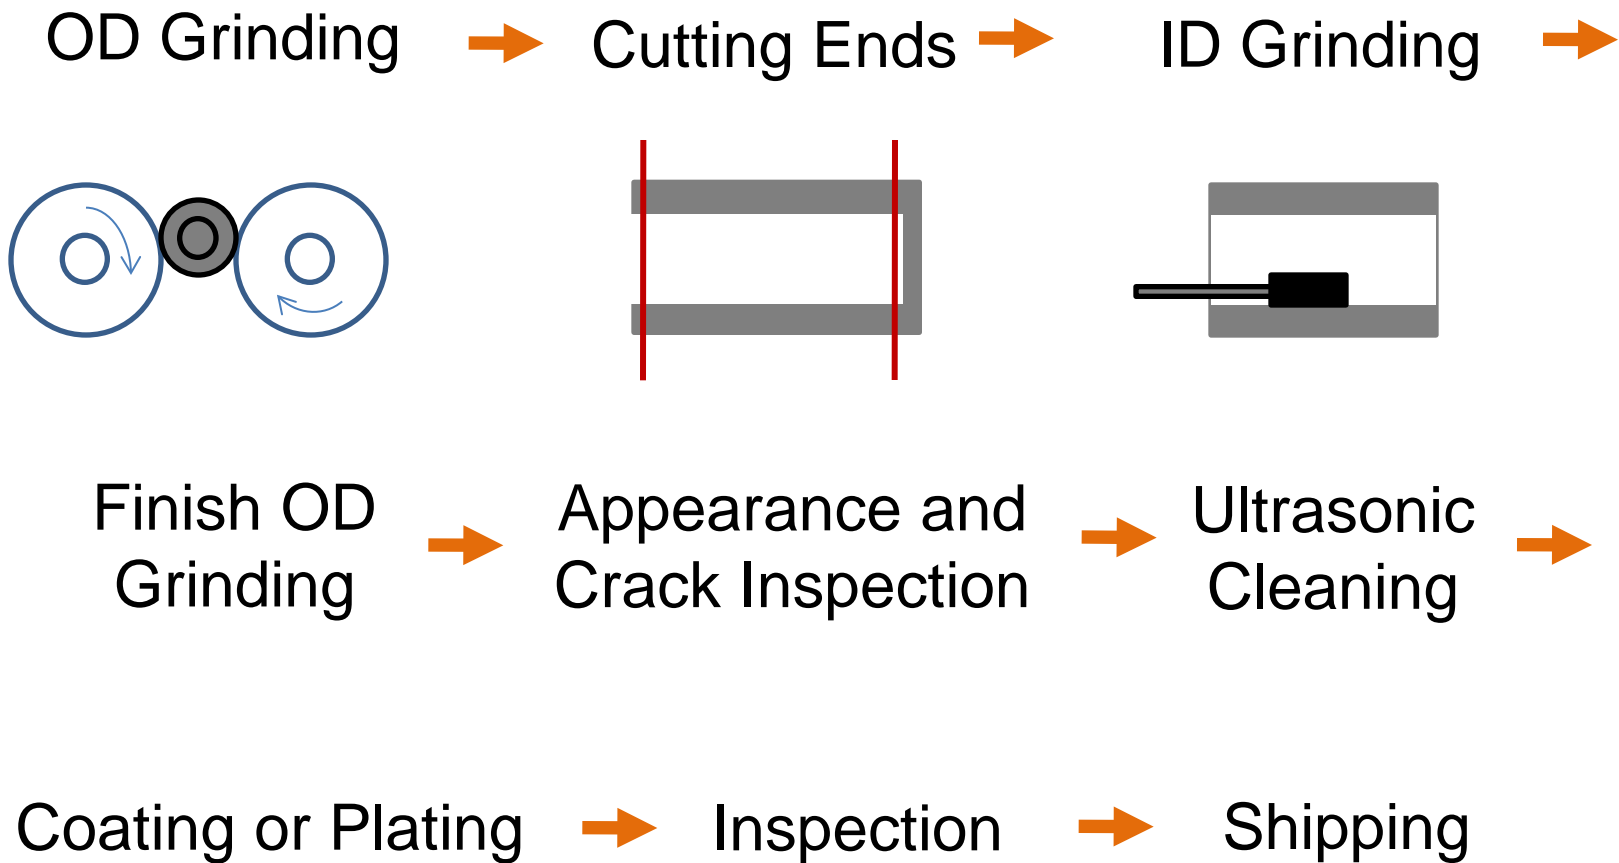 OD Grinding
Cutting Ends
ID Grinding
Finish OD
Grinding
Appearance and
Crack Inspection
Ultrasonic
Cleaning
Coating or Plating
Inspection
Shipping